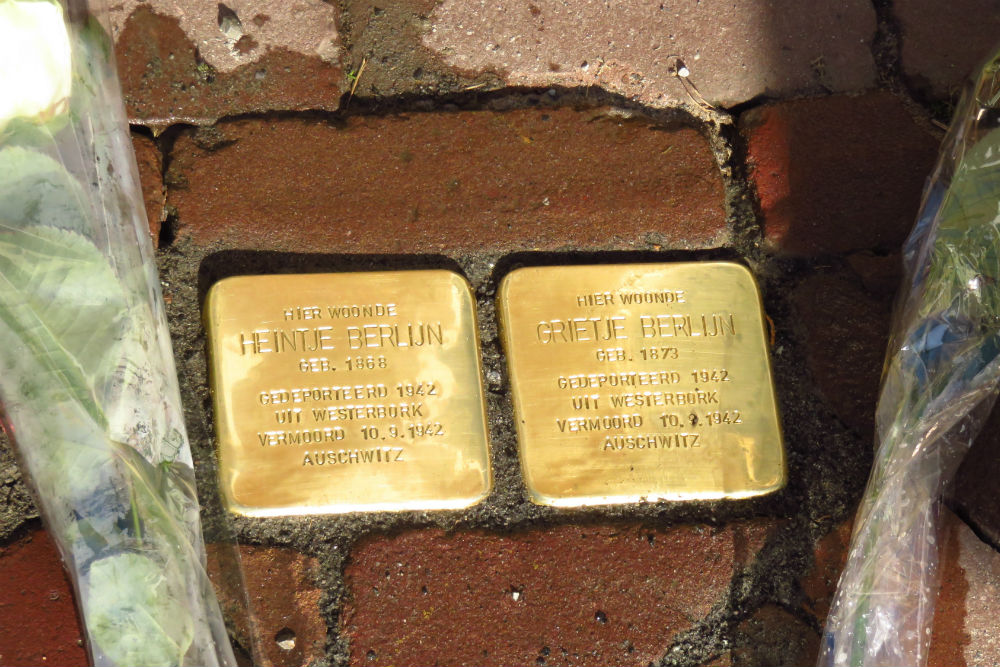 HIER WOONDE
HEINTJE BERLIJN
GEB. 1868
GEDEPORTEERD 1942
UIT WESTERBORK
VERMOORD 10.9.1942
AUSCHWITZ
HIER WOONDE
GRIETJE BERLIJN
GEB. 1873
GEDEPORTEERD 1942
UIT WESTERBORK
VERMOORD 10.9.1942
AUSCHWITZ